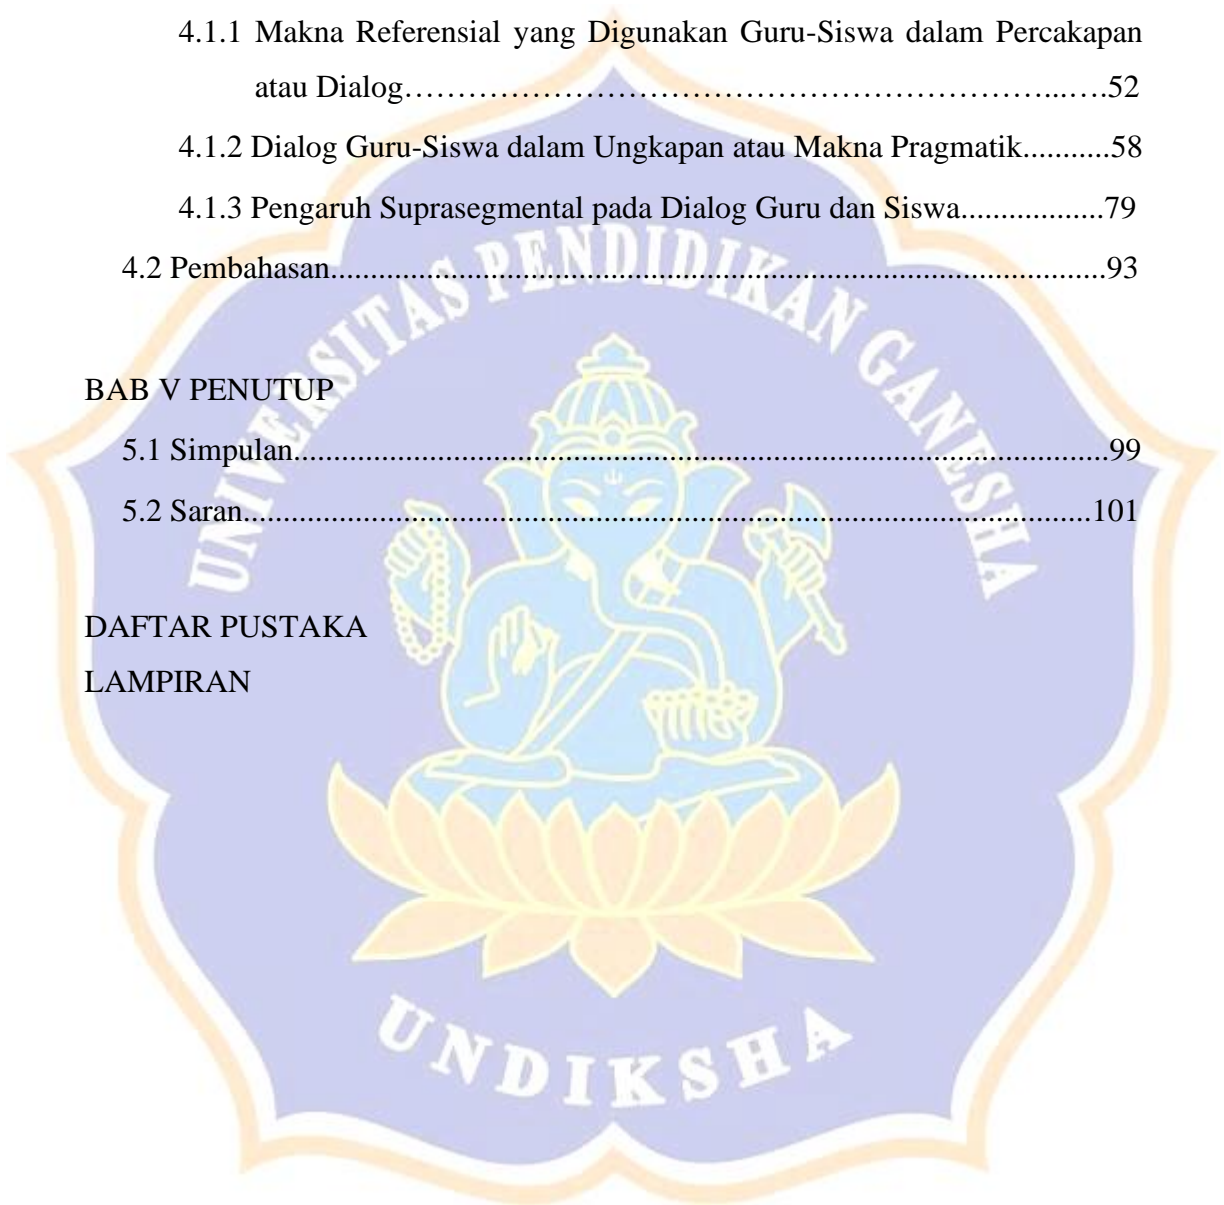 4.1.1 Makna Referensial yang Digunakan Guru-Siswa dalam Percakapan
atau Dialog…………………………………………………………...….52
4.1.2 Dialog Guru-Siswa dalam Ungkapan atau Makna Pragmatik...........58
4.1.3 Pengaruh Suprasegmental pada Dialog Guru dan Siswa..................79
4.2 Pembahasan..................................................................................................93
BAB V PENUTUP
5.1 Simpulan.......................................................................................................99
5.2 Saran...........................................................................................................101
DAFTAR PUSTAKA
LAMPIRAN
UNIVERSITAS PENDIDIKAN GANESHA
UNDIKSHA